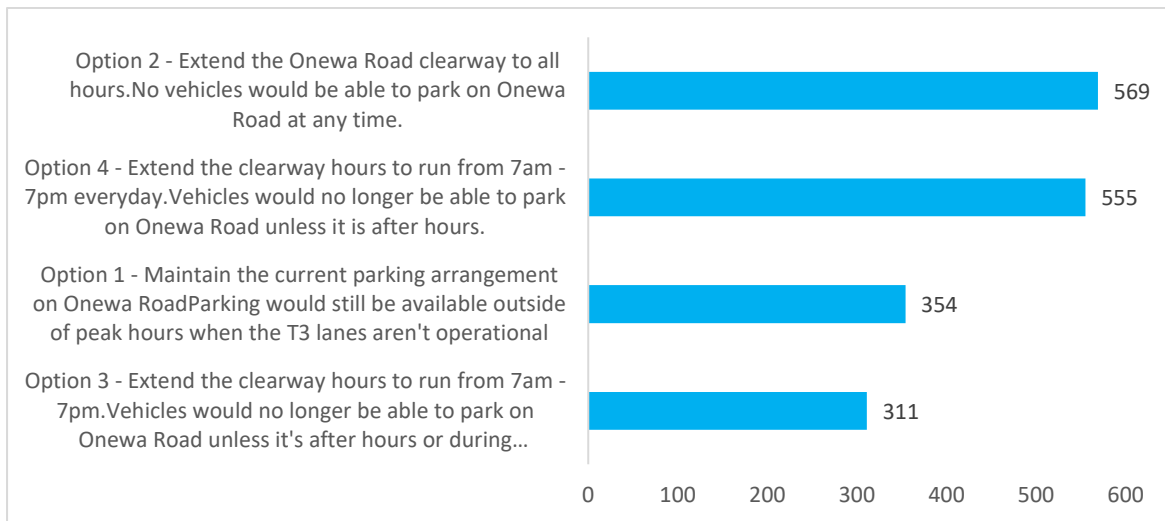 Option 2 - Extend the Onewa Road clearway to all
hours.No vehicles would be able to park on Onewa
Road at any time.
569
Option 4 - Extend the clearway hours to run from 7am -
7pm everyday.Vehicles would no longer be able to park
on Onewa Road unless it is after hours.
555
Option 1 - Maintain the current parking arrangement
on Onewa RoadParking would still be available outside
of peak hours when the T3 lanes aren't operational
354
Option 3 - Extend the clearway hours to run from 7am -
7pm.Vehicles would no longer be able to park on
Onewa Road unless it's after hours or during...
311
0 100 200 300 400 500 600